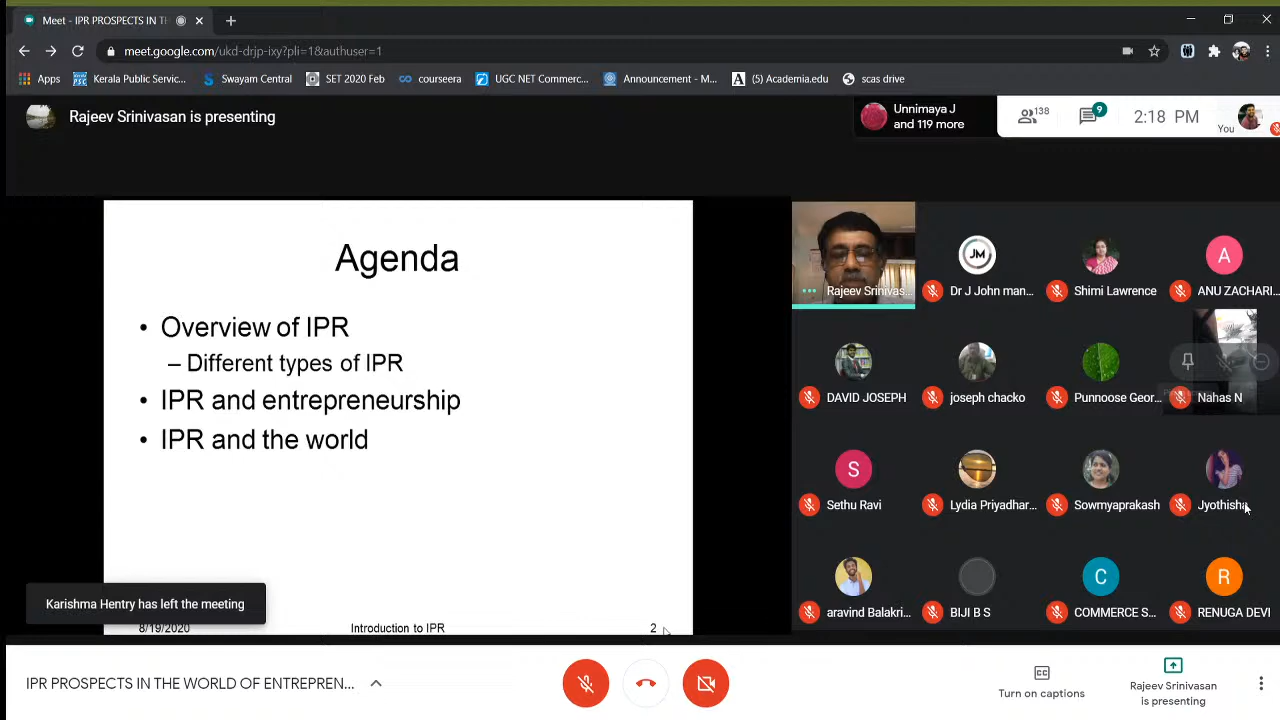 Meet - IPR PROSPECTS IN TH
meet.google.com/ukd-drjp-ixy?pli=1&authuser=1
Apps
Kerala Public Servic...
Swayam Central
SET 2020 Feb
courseera
UGC NET Commerc...
Announcement - M...
(5) Academia.edu
scas drive
Rajeev Srinivasan is presenting
Unnimaya J
and 119 more
138
9
2:18 PM
You
Agenda
• Overview of IPR
– Different types of IPR
• IPR and entrepreneurship
• IPR and the world
8/19/2020
Introduction to IPR
2
Karishma Hentry has left the meeting
Rajeev Srinivas...
JM
Dr J John man...
Shimi Lawrence
A
ANU ZACHARI...
DAVID JOSEPH
joseph chacko
Punnoose Geor...
Nahas N
S
Sethu Ravi
Lydia Priyadhar...
Sowmyaprakash
Jyothisha
aravind Balakri...
BIJI B S
C
COMMERCE S...
R
RENUGA DEVI
IPR PROSPECTS IN THE WORLD OF ENTREPREN...
CC
Turn on captions
Rajeev Srinivasan
is presenting